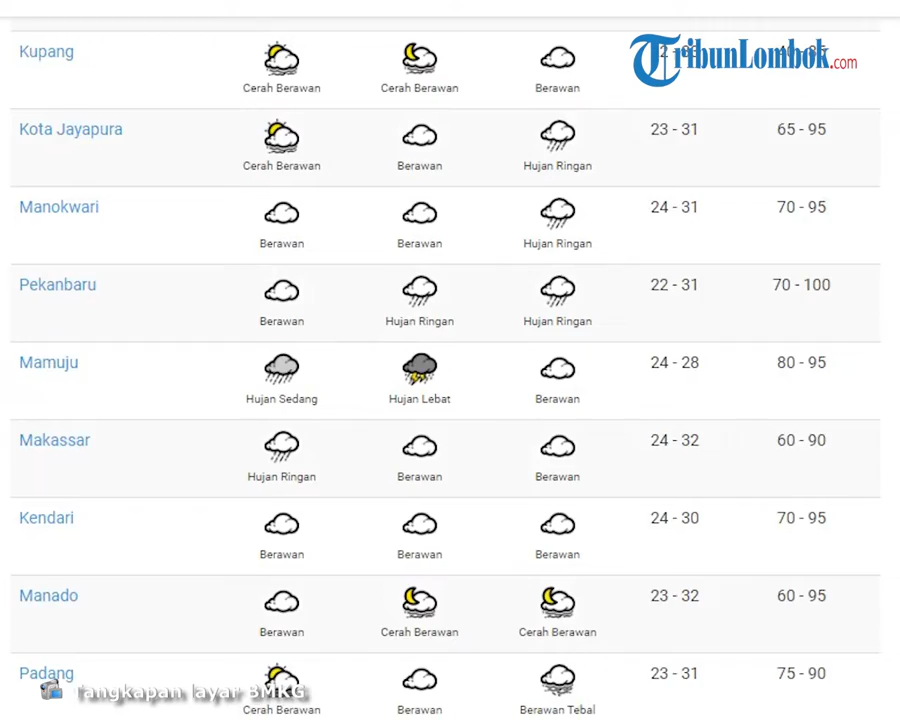 Kupang
TribunLombok.com
Cerah Berawan Cerah Berawan Berawan
Kota Jayapura 23 - 31 65 - 95
Cerah Berawan Berawan Hujan Ringan
Manokwari 24 - 31 70 - 95
Berawan Berawan Hujan Ringan
Pekanbaru 22 - 31 70 - 100
Berawan Hujan Ringan Hujan Ringan
Mamuju 24 - 28 80 - 95
Hujan Sedang Hujan Lebat Berawan
Makassar 24 - 32 60 - 90
Hujan Ringan Berawan Berawan
Kendari 24 - 30 70 - 95
Berawan Berawan Berawan
Manado 23 - 32 60 - 95
Berawan Cerah Berawan Cerah Berawan
Padang 23 - 31 75 - 90
Tangkapan layar BMKG
Cerah Berawan Berawan Berawan Tebal